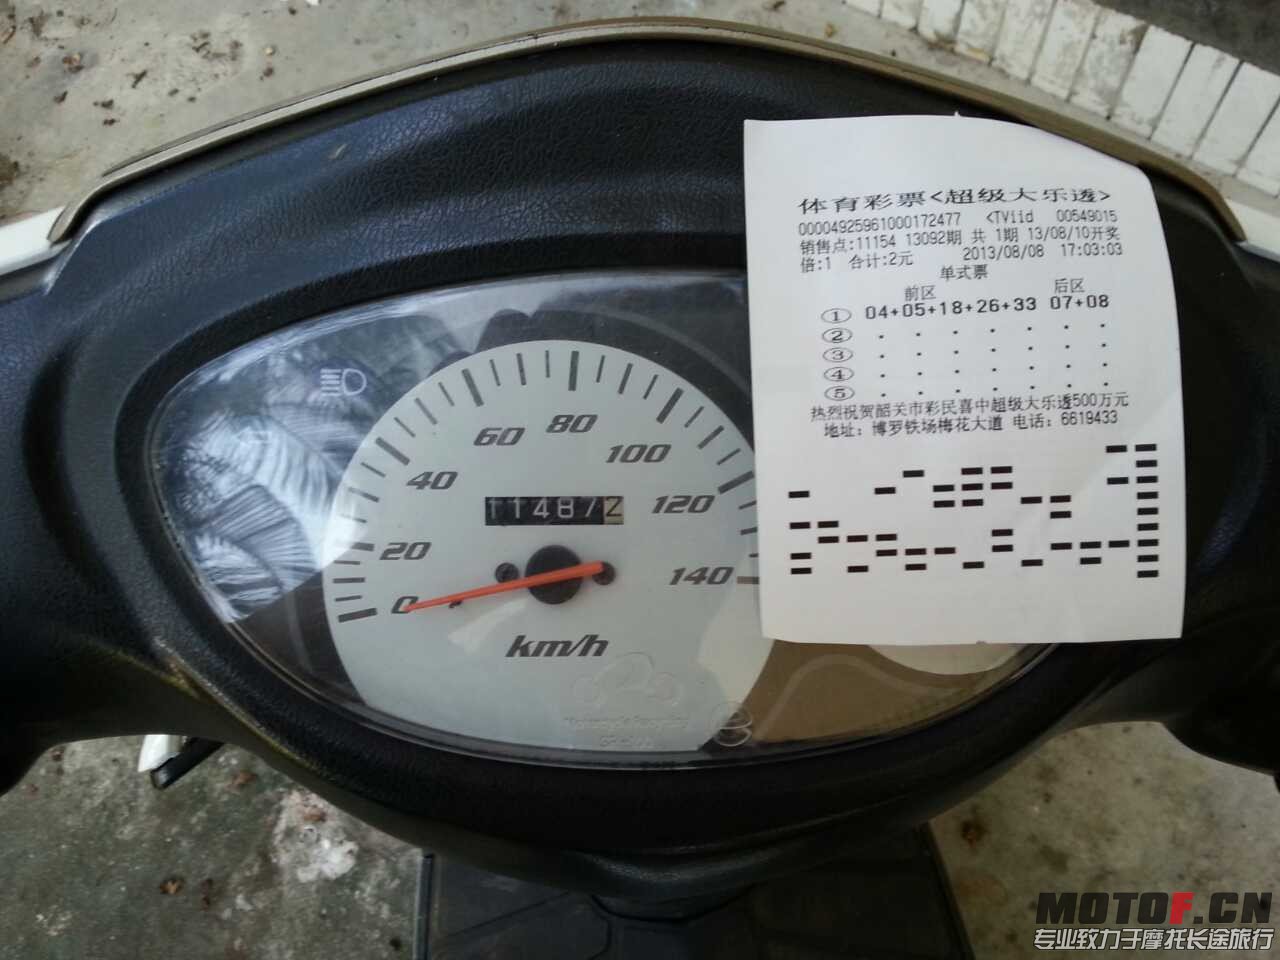 体育彩票<超级大乐透>
00004925961000172477 <TViid 00549015
销售点:11154 13092期 共 1期 13/08/10开奖
倍:1 合计:2元 2013/08/08 17:03:03
单式票
前区 后区
① 04+05+18+26+33 07+08
②
③
④
⑤
热烈祝贺韶关市彩民喜中超级大乐透500万元
地址: 博罗铁场梅花大道 电话: 6619433
0
20
40
60
80
100
120
140
11487
km/h
MOTOF.CN
专业致力于摩托长途旅行